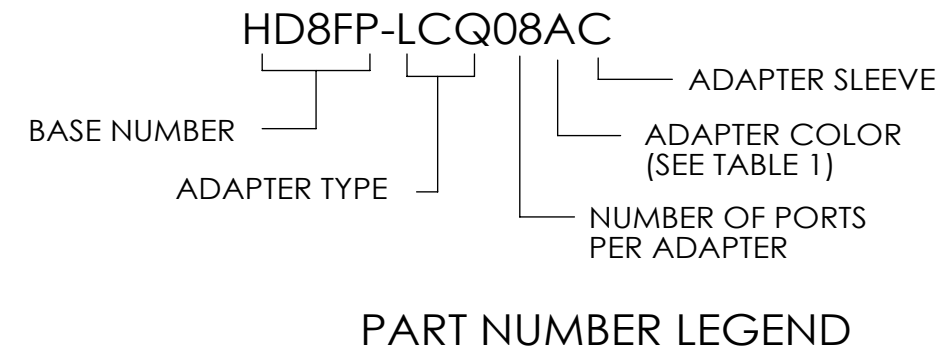 HD8FP-LCQ08AC
ADAPTER SLEEVE
BASE NUMBER
ADAPTER COLOR
(SEE TABLE 1)
ADAPTER TYPE
NUMBER OF PORTS
PER ADAPTER
PART NUMBER LEGEND